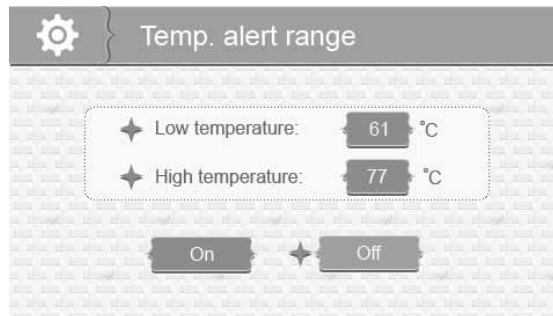 Temp. alert range
Low temperature: 61 °C
High temperature: 77 °C
On Off